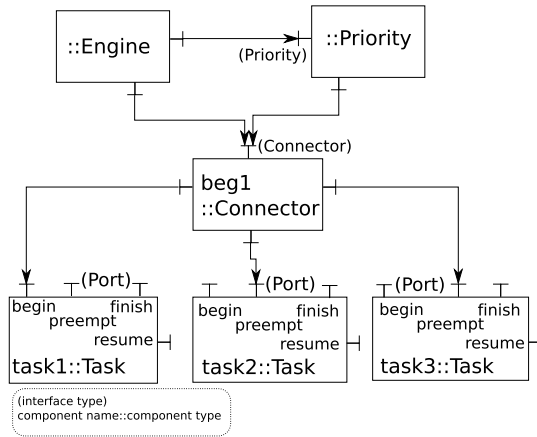 ::Engine
::Priority
(Priority)
(Connector)
beg1
::Connector
(Port)
begin
finish
preempt
resume
task1::Task
(Port)
begin
finish
preempt
resume
task2::Task
(Port)
begin
finish
preempt
resume
task3::Task
(interface type)
component name::component type